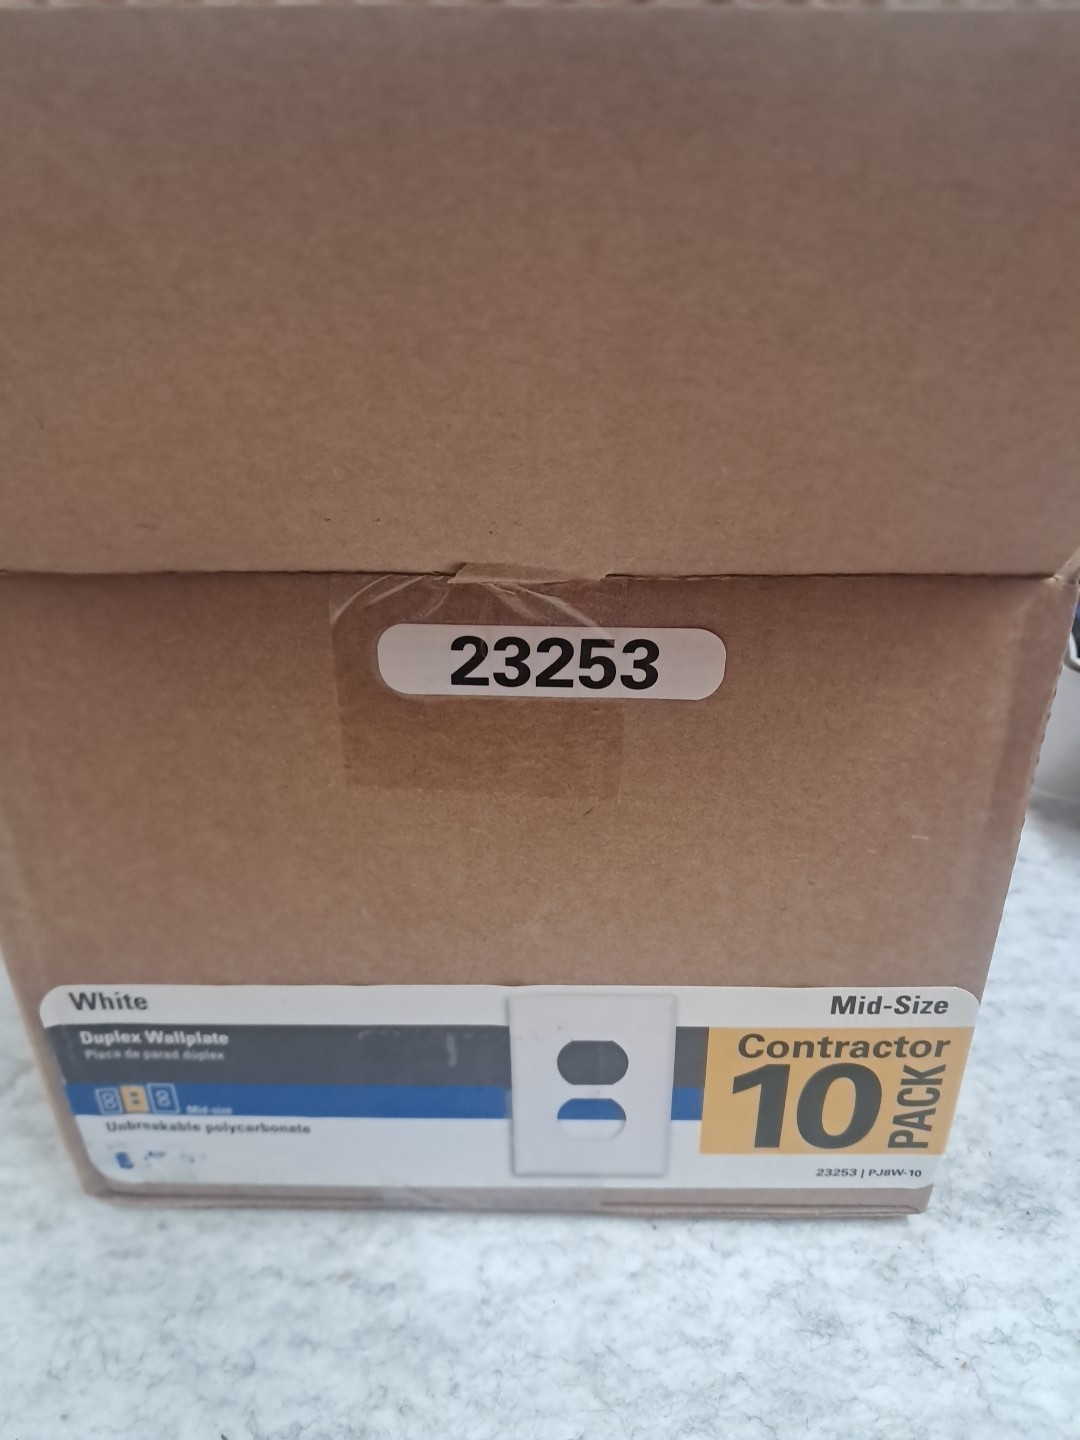 23253
White
Mid-Size
Duplex Wallplate
Placa de pared dúplex
Mid-size
Unbreakable polycarbonate
Contractor
10
PACK
23253 | PJ8W-10